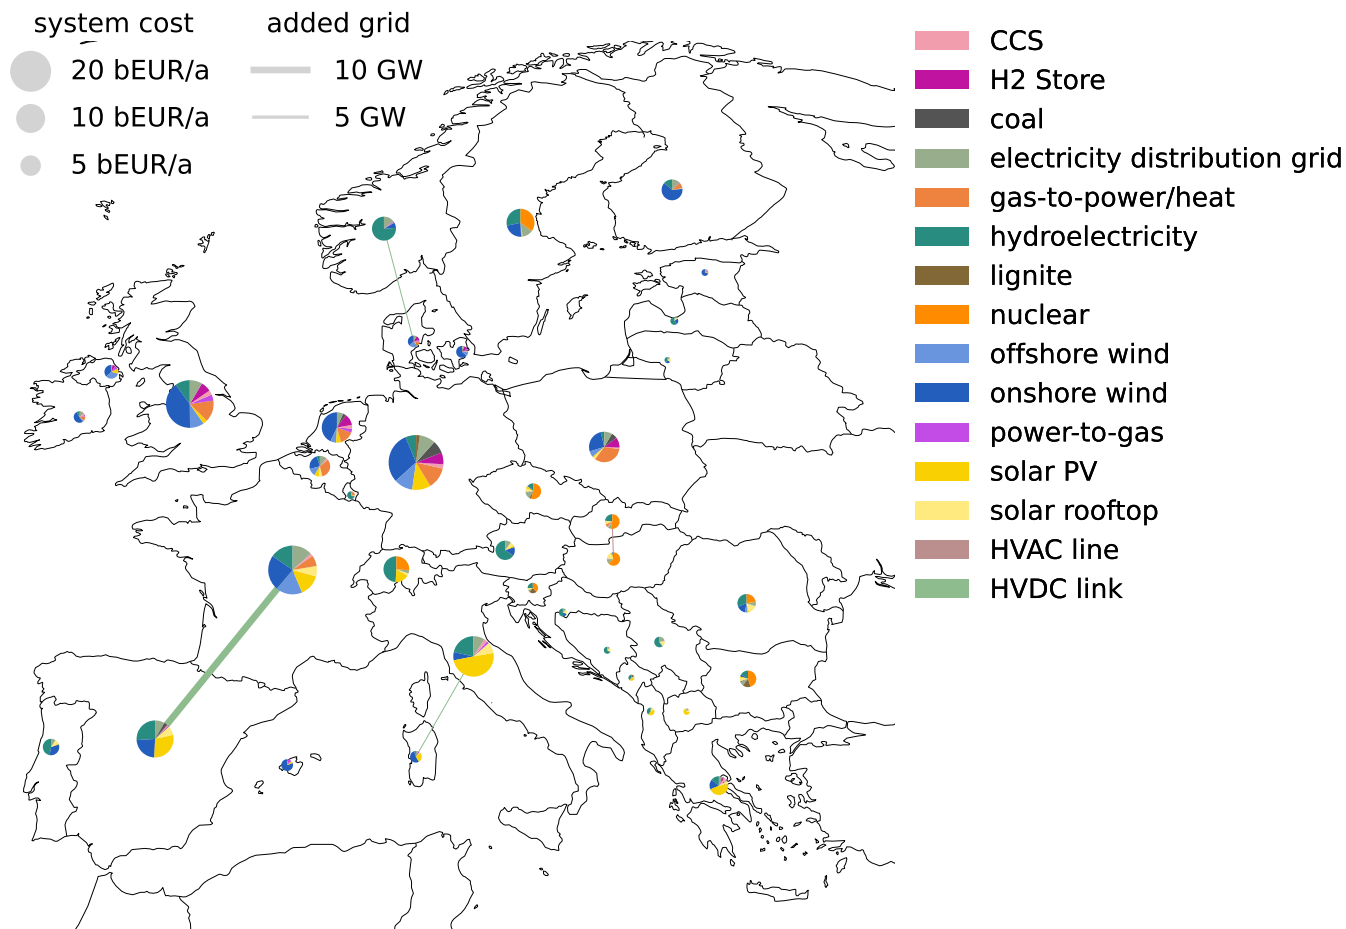 system cost
20 bEUR/a
10 bEUR/a
5 bEUR/a
added grid
10 GW
5 GW
CCS
H2 Store
coal
electricity distribution grid
gas-to-power/heat
hydroelectricity
lignite
nuclear
offshore wind
onshore wind
power-to-gas
solar PV
solar rooftop
HVAC line
HVDC link